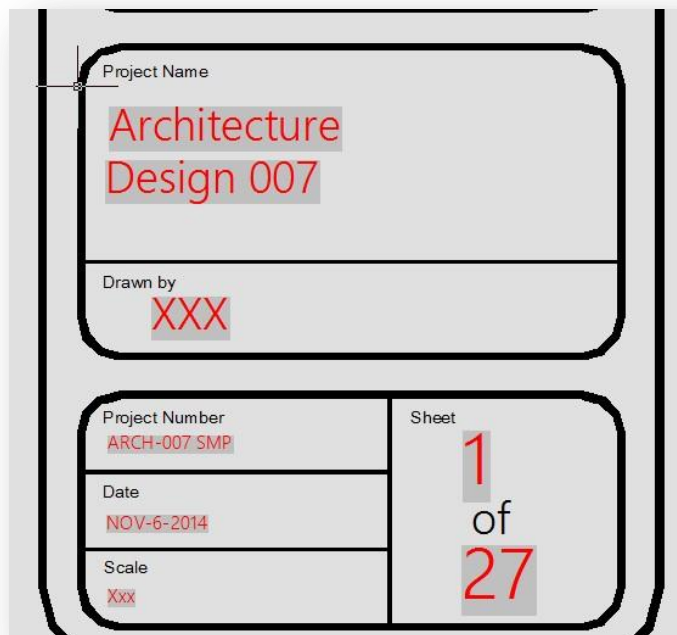 Project Name
Architecture
Design 007
Drawn by
XXX
Project Number
ARCH-007 SMP
Date
NOV-6-2014
Scale
Xxx
Sheet
1
of
27